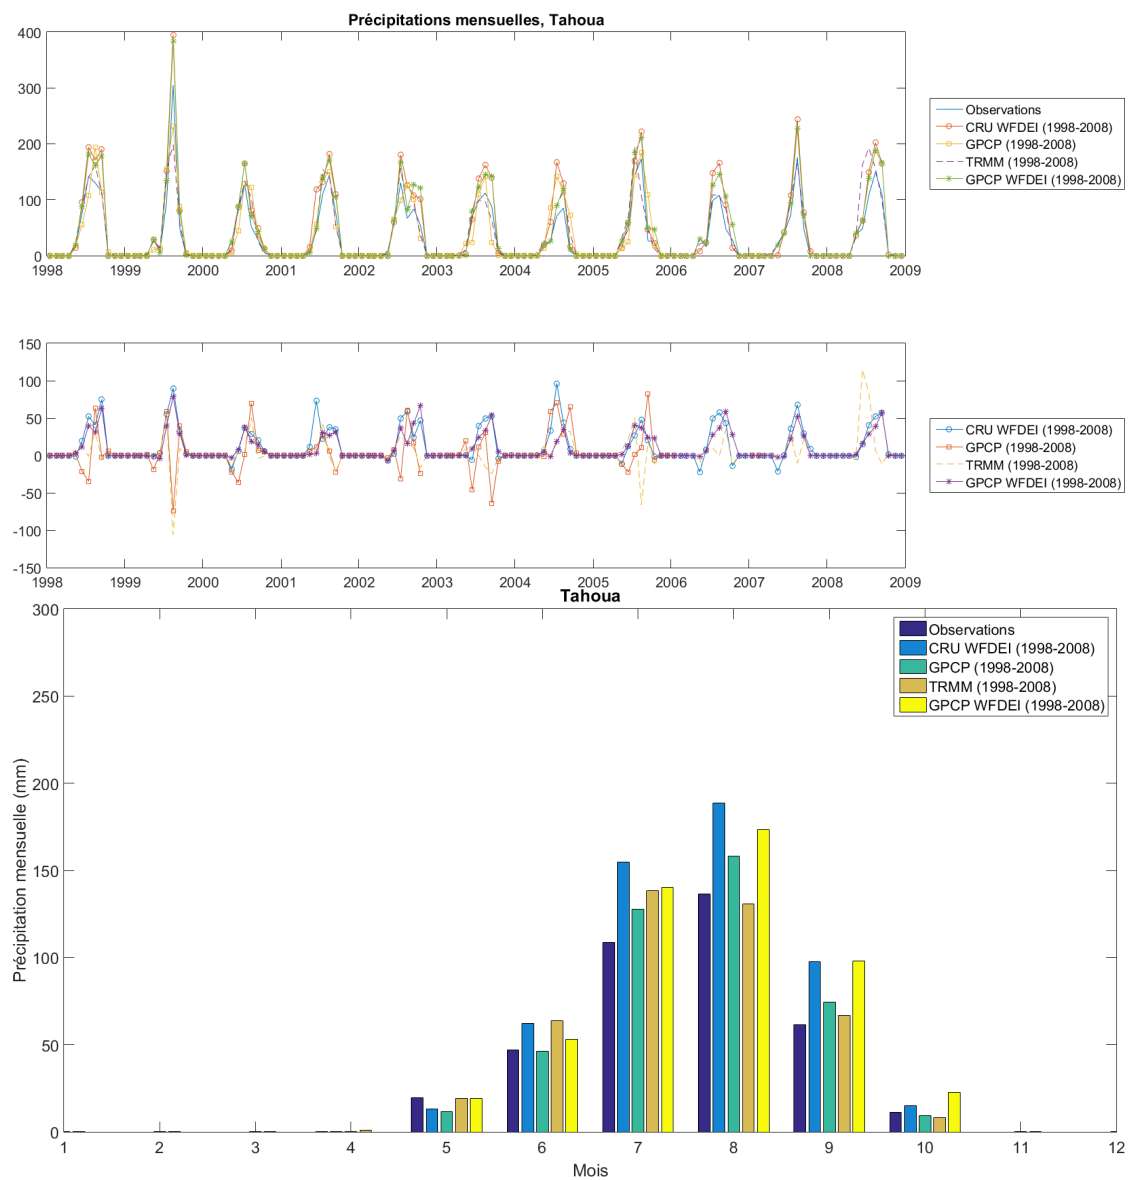 Précipitations mensuelles, Tahoua
400
300
200
100
0
1998 1999 2000 2001 2002 2003 2004 2005 2006 2007 2008 2009
Observations
CRU WFDEI (1998-2008)
GPCP (1998-2008)
TRMM (1998-2008)
GPCP WFDEI (1998-2008)
150
100
50
0
-50
-100
-150
1998 1999 2000 2001 2002 2003 2004 2005 2006 2007 2008 2009
CRU WFDEI (1998-2008)
GPCP (1998-2008)
TRMM (1998-2008)
GPCP WFDEI (1998-2008)
Tahoua
Précipitation mensuelle (mm)
300
250
200
150
100
50
0
1 2 3 4 5 6 7 8 9 10 11 12
Mois
Observations
CRU WFDEI (1998-2008)
GPCP (1998-2008)
TRMM (1998-2008)
GPCP WFDEI (1998-2008)